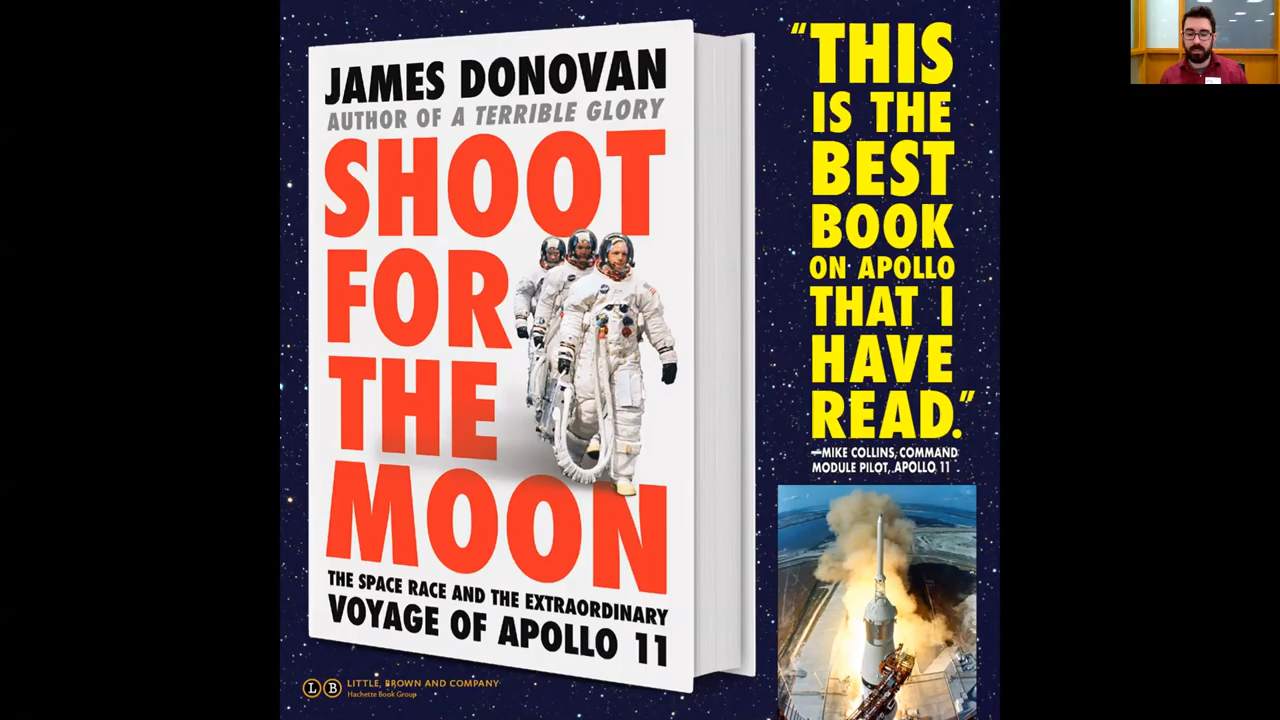 JAMES DONOVAN
AUTHOR OF A TERRIBLE GLORY
SHOOT
FOR
THE
MOON
THE SPACE RACE AND THE EXTRAORDINARY
VOYAGE OF APOLLO 11
L B LITTLE, BROWN AND COMPANY
Hachette Book Group
“THIS
IS THE
BEST
BOOK
ON APOLLO
THAT I
HAVE
READ.”
—MIKE COLLINS, COMMAND
MODULE PILOT, APOLLO 11